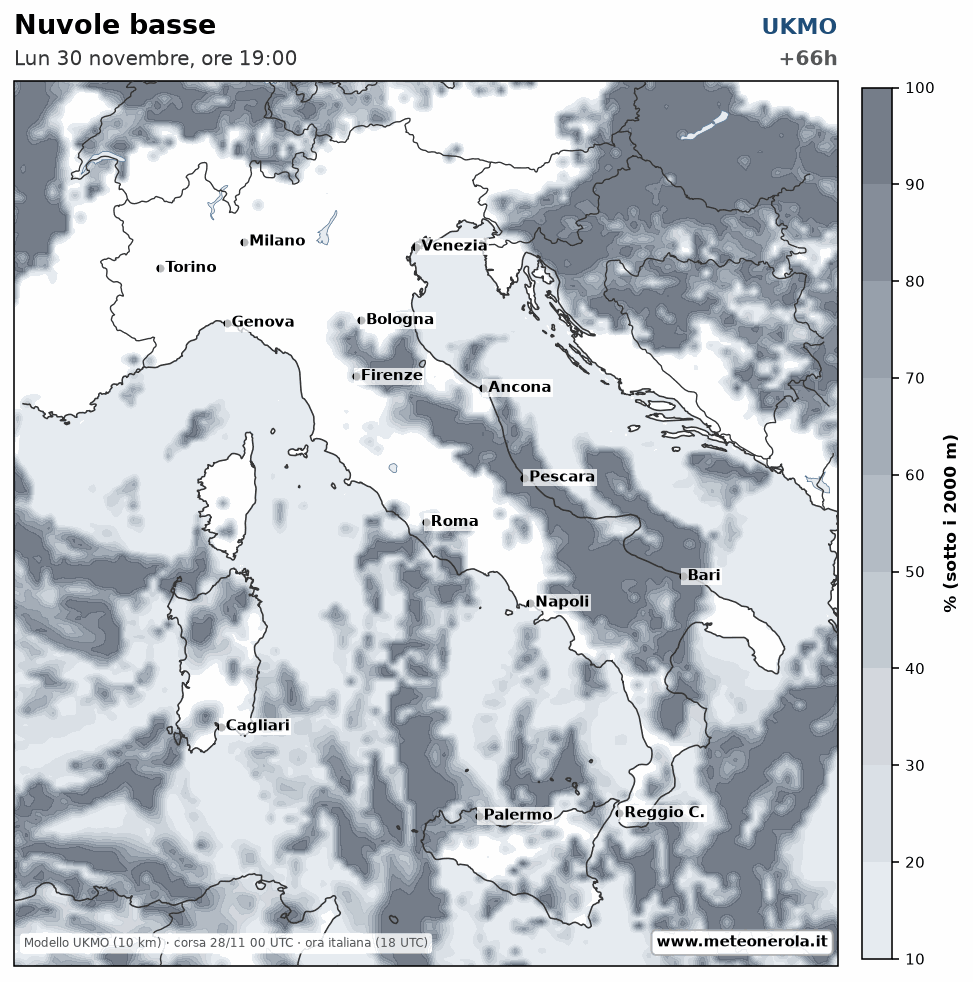 Nuvole basse
UKMO
Lun 30 novembre, ore 19:00
+66h
100
90
80
70
60
50
40
30
20
10
% (sotto i 2000 m)
Milano
Venezia
Torino
Genova
Bologna
Firenze
Ancona
Pescara
Roma
Bari
Napoli
Cagliari
Palermo
Reggio C.
Modello UKMO (10 km) · corsa 28/11 00 UTC · ora italiana (18 UTC)
www.meteonerola.it